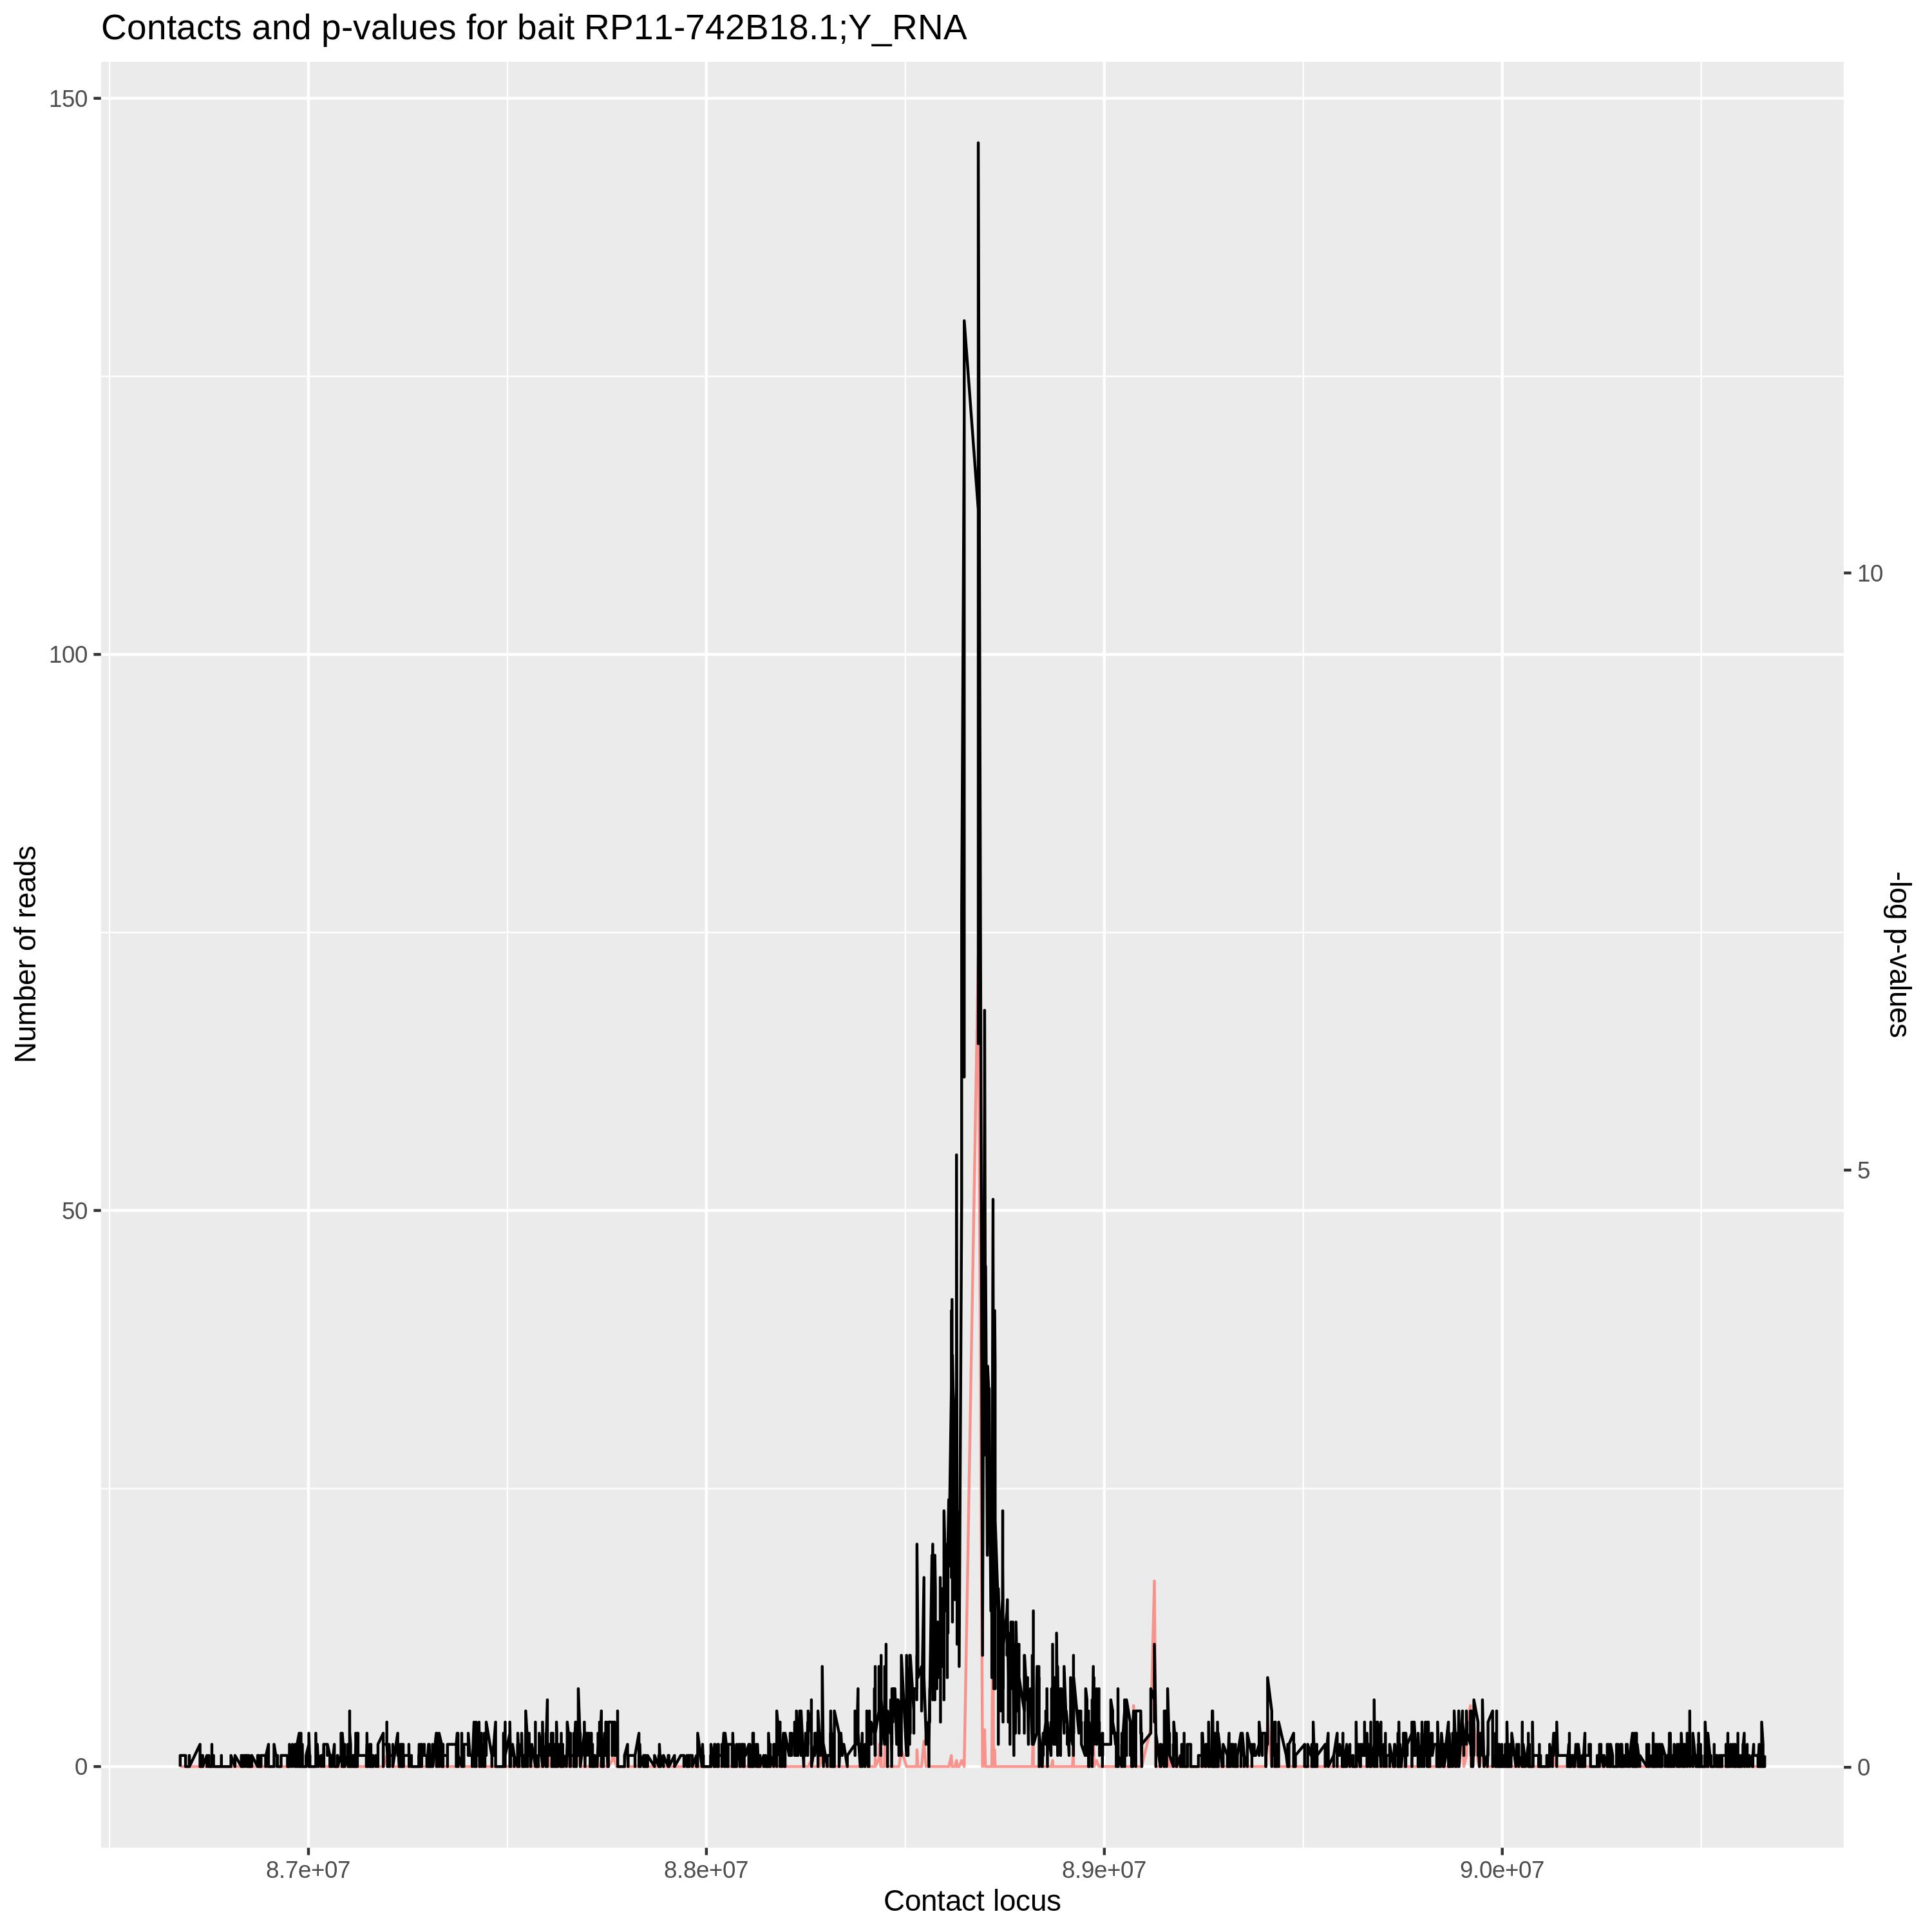 Contacts and p-values for bait RP11-742B18.1;Y_RNA
150
100
50
0
Number of reads
10
5
0
-log p-values
8.7e+07
8.8e+07
8.9e+07
9.0e+07
Contact locus